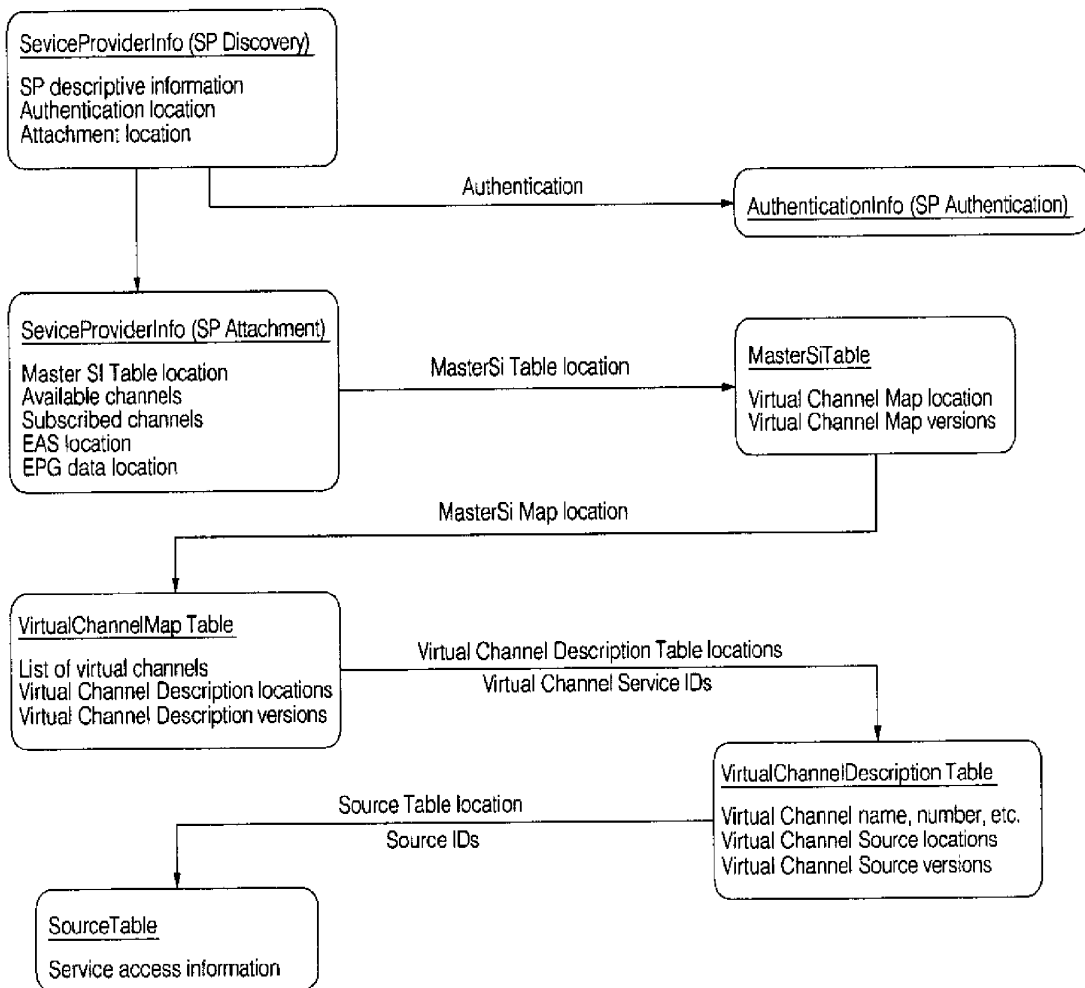 SeviceProviderInfo (SP Discovery)
SP descriptive information
Authentication location
Attachment location
Authentication
AuthenticationInfo (SP Authentication)
SeviceProviderInfo (SP Attachment)
Master SI Table location
Available channels
Subscribed channels
EAS location
EPG data location
MasterSi Table location
MasterSiTable
Virtual Channel Map location
Virtual Channel Map versions
MasterSi Map location
VirtualChannelMap Table
List of virtual channels
Virtual Channel Description locations
Virtual Channel Description versions
Virtual Channel Description Table locations
Virtual Channel Service IDs
VirtualChannelDescription Table
Virtual Channel name, number, etc.
Virtual Channel Source locations
Virtual Channel Source versions
Source Table location
Source IDs
SourceTable
Service access information